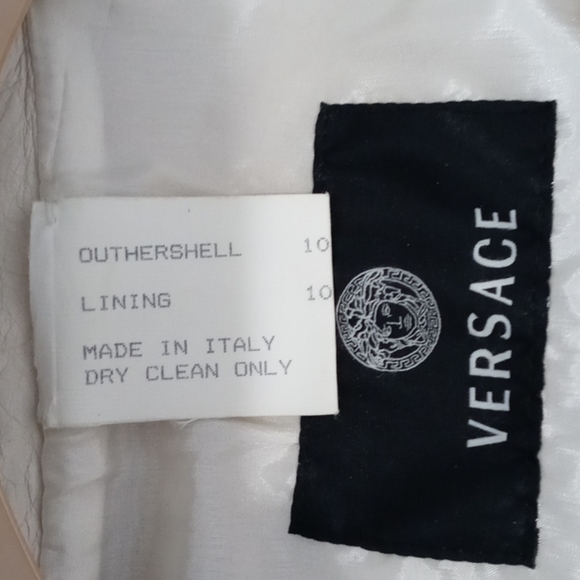 OUTHERSHELL 10
LINING 10
MADE IN ITALY
DRY CLEAN ONLY
VERSACE